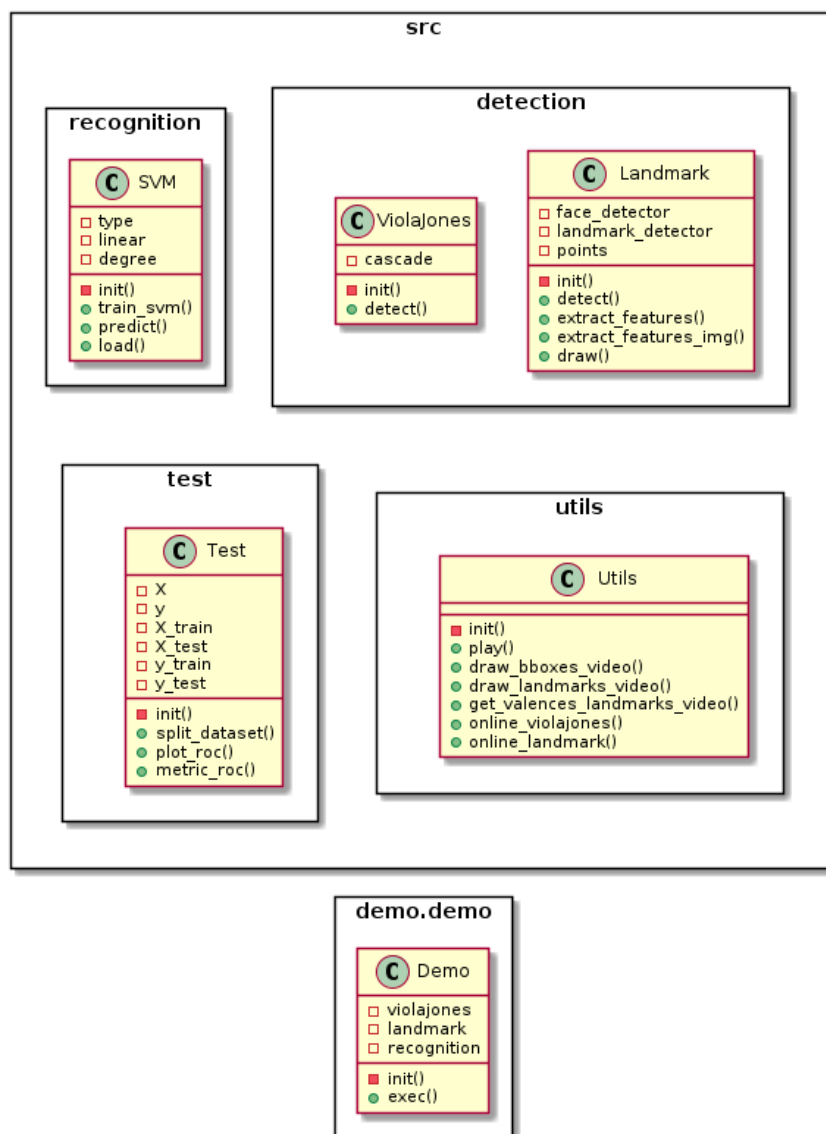 src
recognition
C SVM
type
linear
degree
init()
train_svm()
predict()
load()
detection
C ViolaJones
cascade
init()
detect()
C Landmark
face_detector
landmark_detector
points
init()
detect()
extract_features()
extract_features_img()
draw()
test
C Test
X
y
X_train
X_test
y_train
y_test
init()
split_dataset()
plot_roc()
metric_roc()
utils
C Utils
init()
play()
draw_bboxes_video()
draw_landmarks_video()
get_valences_landmarks_video()
online_violajones()
online_landmark()
demo.demo
C Demo
violajones
landmark
recognition
init()
exec()